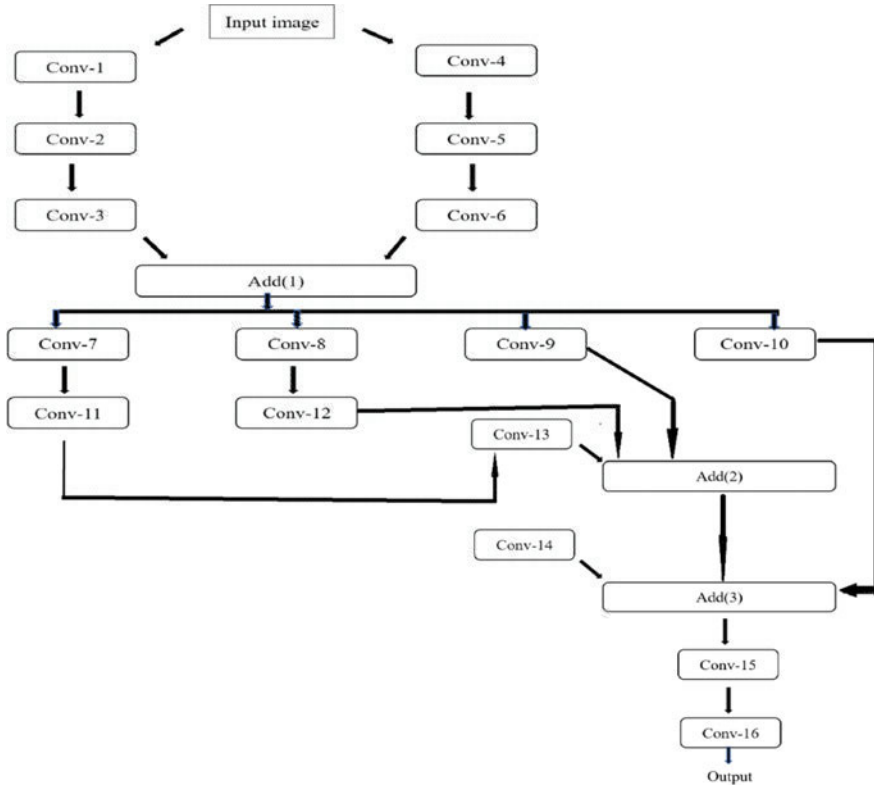 Input image
Conv-1
Conv-4
Conv-2
Conv-5
Conv-3
Conv-6
Add(1)
Conv-7
Conv-8
Conv-9
Conv-10
Conv-11
Conv-12
Conv-13
Add(2)
Conv-14
Add(3)
Conv-15
Conv-16
Output